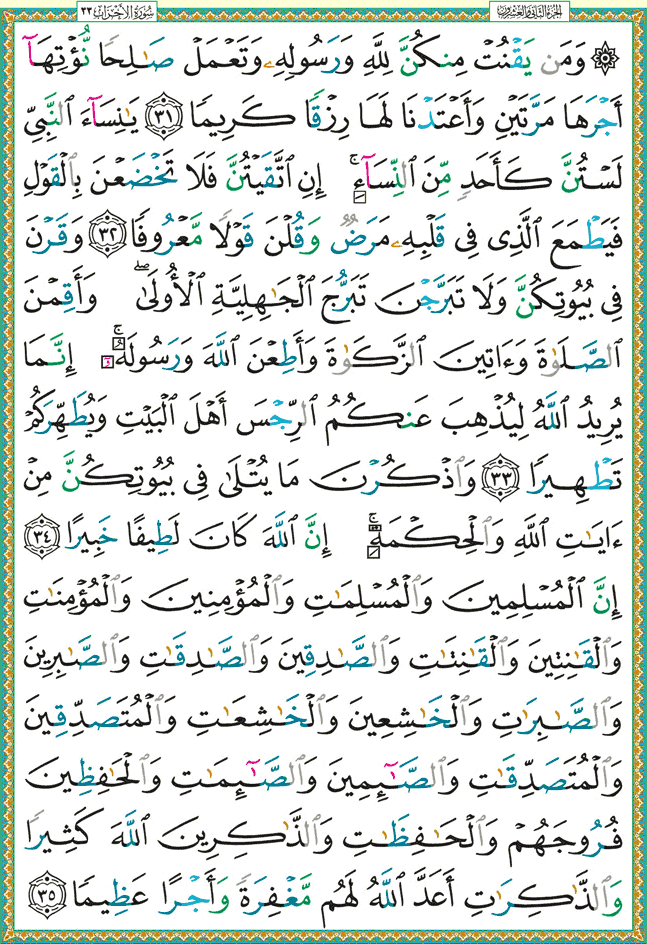 الجزء الثاني والعشرون سورة الأحزاب ٣٣
۞ وَمَن يَقْنُتْ مِنكُنَّ لِلَّهِ وَرَسُولِهِۦ وَتَعْمَلْ صَـٰلِحًا نُّؤْتِهَآ
أَجْرَهَا مَرَّتَيْنِ وَأَعْتَدْنَا لَهَا رِزْقًا كَرِيمًا ٣١ يَـٰنِسَآءَ ٱلنَّبِىِّ
لَسْتُنَّ كَأَحَدٍ مِّنَ ٱلنِّسَآءِ ۚ إِنِ ٱتَّقَيْتُنَّ فَلَا تَخْضَعْنَ بِٱلْقَوْلِ
فَيَطْمَعَ ٱلَّذِى فِى قَلْبِهِۦ مَرَضٌ وَقُلْنَ قَوْلًا مَّعْرُوفًا ٣٢ وَقَرْنَ
فِى بُيُوتِكُنَّ وَلَا تَبَرَّجْنَ تَبَرُّجَ ٱلْجَـٰهِلِيَّةِ ٱلْأُولَىٰ ۖ وَأَقِمْنَ
ٱلصَّلَوٰةَ وَءَاتِينَ ٱلزَّكَوٰةَ وَأَطِعْنَ ٱللَّهَ وَرَسُولَهُۥٓ ۚ إِنَّمَا
يُرِيدُ ٱللَّهُ لِيُذْهِبَ عَنكُمُ ٱلرِّجْسَ أَهْلَ ٱلْبَيْتِ وَيُطَهِّرَكُمْ
تَطْهِيرًا ٣٣ وَٱذْكُرْنَ مَا يُتْلَىٰ فِى بُيُوتِكُنَّ مِنْ
ءَايَـٰتِ ٱللَّهِ وَٱلْحِكْمَةِ ۚ إِنَّ ٱللَّهَ كَانَ لَطِيفًا خَبِيرًا ٣٤
إِنَّ ٱلْمُسْلِمِينَ وَٱلْمُسْلِمَـٰتِ وَٱلْمُؤْمِنِينَ وَٱلْمُؤْمِنَـٰتِ
وَٱلْقَـٰنِتِينَ وَٱلْقَـٰنِتَـٰتِ وَٱلصَّـٰدِقِينَ وَٱلصَّـٰدِقَـٰتِ وَٱلصَّـٰبِرِينَ
وَٱلصَّـٰبِرَٰتِ وَٱلْخَـٰشِعِينَ وَٱلْخَـٰشِعَـٰتِ وَٱلْمُتَصَدِّقِينَ
وَٱلْمُتَصَدِّقَـٰتِ وَٱلصَّـٰٓئِمِينَ وَٱلصَّـٰٓئِمَـٰتِ وَٱلْحَـٰفِظِينَ
فُرُوجَهُمْ وَٱلْحَـٰفِظَـٰتِ وَٱلذَّٰكِرِينَ ٱللَّهَ كَثِيرًا
وَٱلذَّٰكِرَٰتِ أَعَدَّ ٱللَّهُ لَهُم مَّغْفِرَةً وَأَجْرًا عَظِيمًا ٣٥